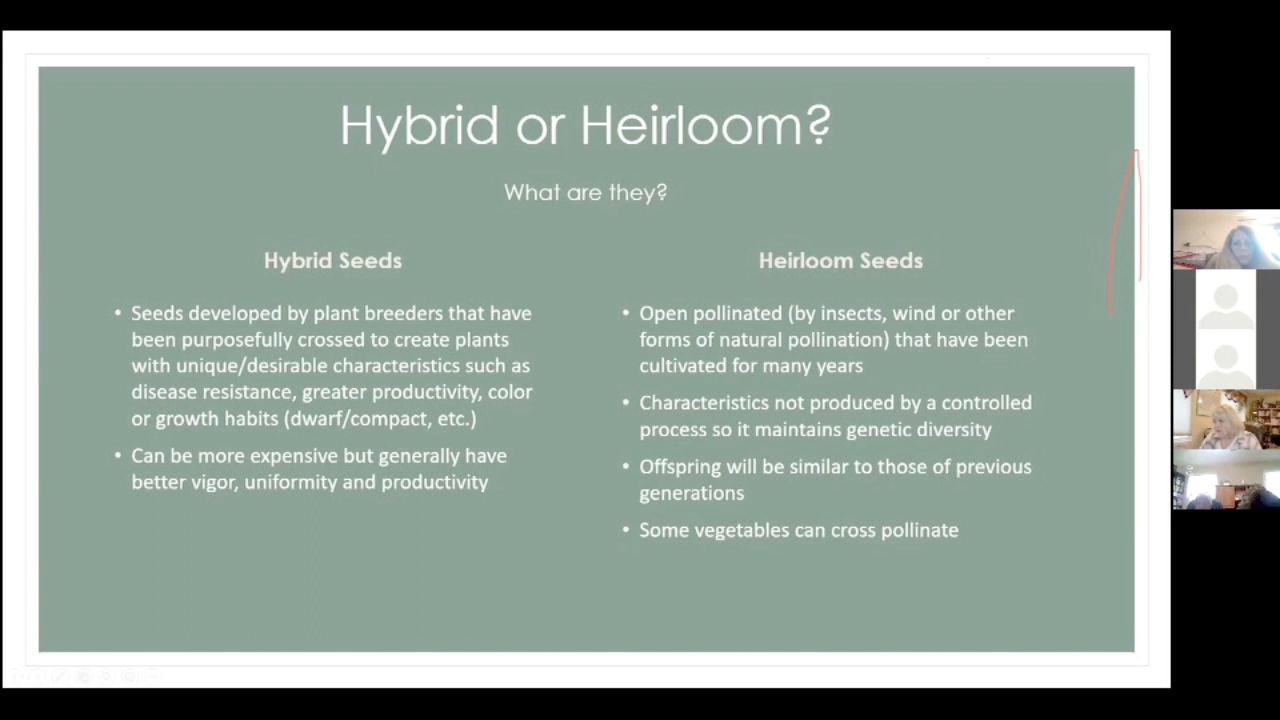 Hybrid or Heirloom?
What are they?
Hybrid Seeds
• Seeds developed by plant breeders that have
been purposefully crossed to create plants
with unique/desirable characteristics such as
disease resistance, greater productivity, color
or growth habits (dwarf/compact, etc.)
• Can be more expensive but generally have
better vigor, uniformity and productivity
Heirloom Seeds
• Open pollinated (by insects, wind or other
forms of natural pollination) that have been
cultivated for many years
• Characteristics not produced by a controlled
process so it maintains genetic diversity
• Offspring will be similar to those of previous
generations
• Some vegetables can cross pollinate